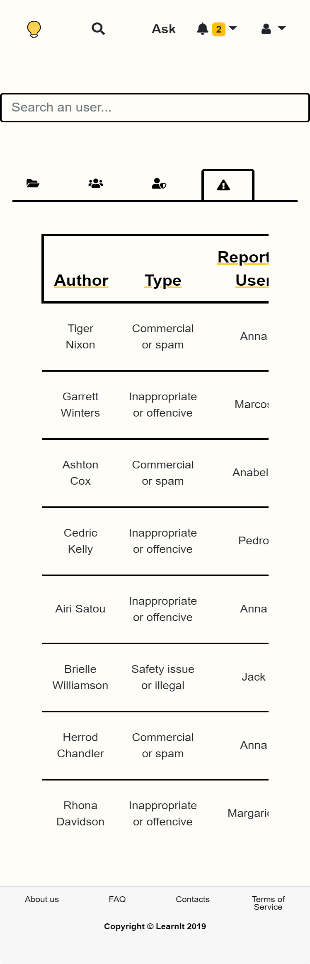 Ask
2
Search an user...
Author Type Report
User
Tiger
Nixon
Commercial
or spam
Anna
Garrett
Winters
Inappropriate
or offencive
Marcos
Ashton
Cox
Commercial
or spam
Anabel
Cedric
Kelly
Inappropriate
or offencive
Pedro
Airi Satou
Inappropriate
or offencive
Anna
Brielle
Williamson
Safety issue
or illegal
Jack
Herrod
Chandler
Commercial
or spam
Anna
Rhona
Davidson
Inappropriate
or offencive
About us FAQ Contacts Terms of
Service
Copyright © LearnIt 2019